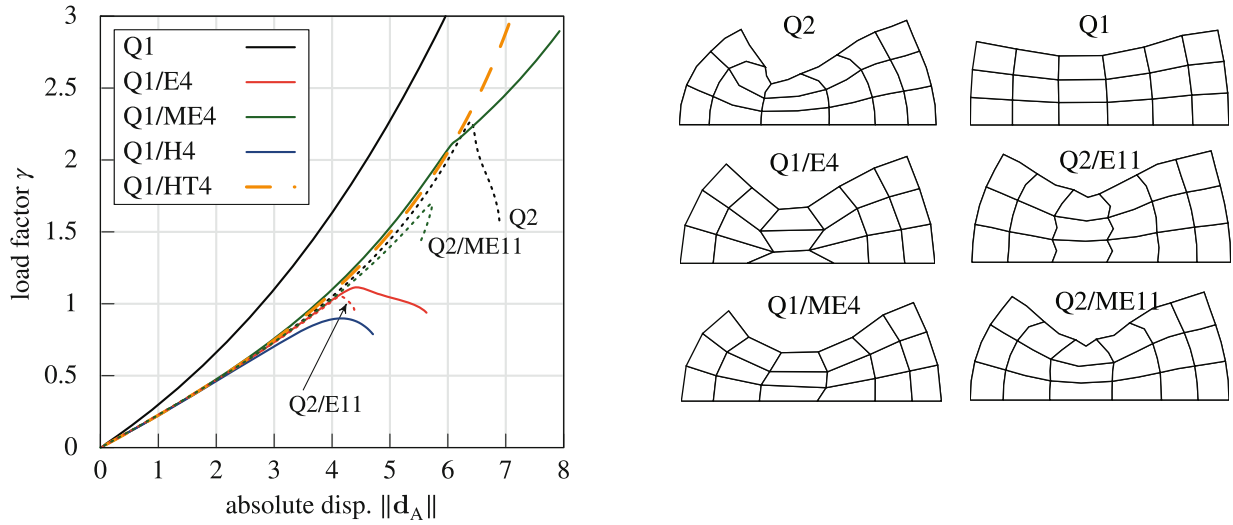 3
2.5
2
1.5
1
0.5
0
0 1 2 3 4 5 6 7 8
load factor γ
absolute disp. ‖d_A‖
Q1
Q1/E4
Q1/ME4
Q1/H4
Q1/HT4
Q2
Q2/ME11
Q2/E11
Q2
Q1
Q1/E4
Q2/E11
Q1/ME4
Q2/ME11